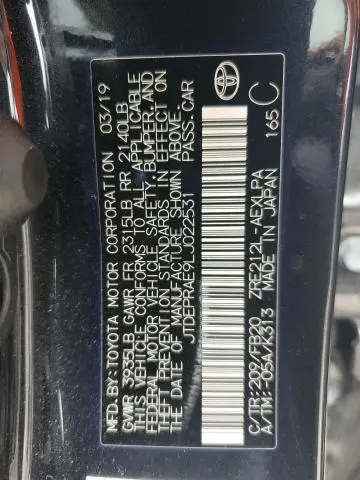 MFD.BY:TOYOTA MOTOR CORPORATION 03/19
GVWR 3935LB GAWR FR 2315LB RR 2140LB
THIS VEHICLE CONFORMS TO ALL APPLICABLE
FEDERAL MOTOR VEHICLE SAFETY,BUMPER,AND
THEFT PREVENTION STANDARDS IN EFFECT ON
THE DATE OF MANUFACTURE SHOWN ABOVE.
JTDEPRAE9LJ022531 PASS.CAR
C/TR:209/FB20 ZRE212L-AEXLPA
A/TM:-05A/K313 MADE IN JAPAN 165 C